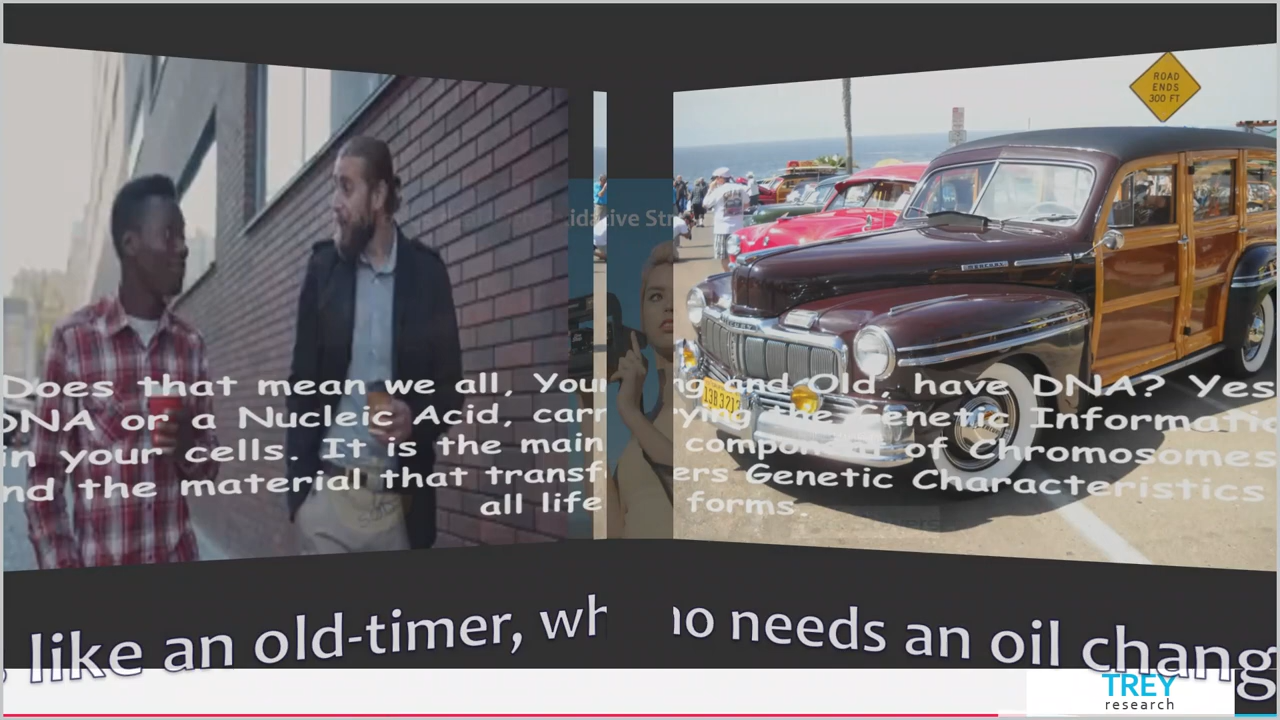 ROAD
ENDS
300 FT
Does that mean we all, Young and Old, have DNA? Yes
DNA or a Nucleic Acid, carrying the Genetic Informatio
in your cells. It is the main component of Chromosomes
nd the material that transfers Genetic Characteristics
all life forms.
like an old-timer, who needs an oil chang
TREY
research